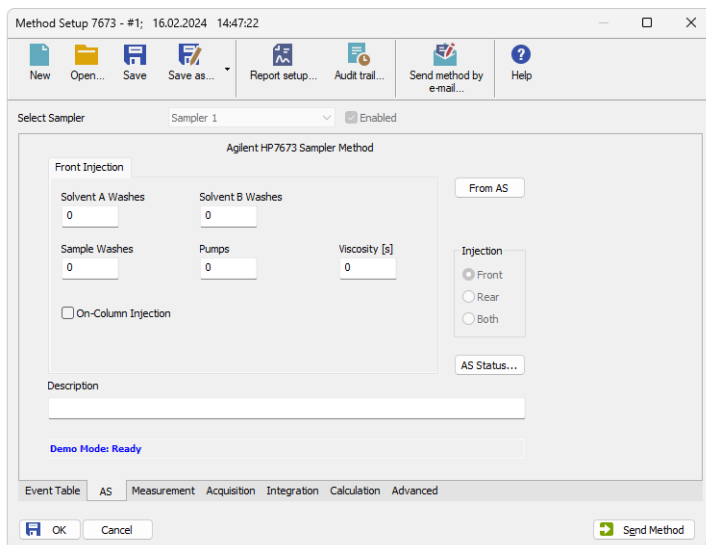 Method Setup 7673 - #1; 16.02.2024 14:47:22
New Open... Save Save as... Report setup... Audit trail... Send method by e-mail... Help
Select Sampler Sampler 1 Enabled
Agilent HP7673 Sampler Method
Front Injection
From AS
Solvent A Washes Solvent B Washes
0 0
Sample Washes Pumps Viscosity [s]
0 0 0
Injection
Front
Rear
Both
On-Column Injection
AS Status...
Description
Demo Mode: Ready
Event Table AS Measurement Acquisition Integration Calculation Advanced
OK Cancel Send Method